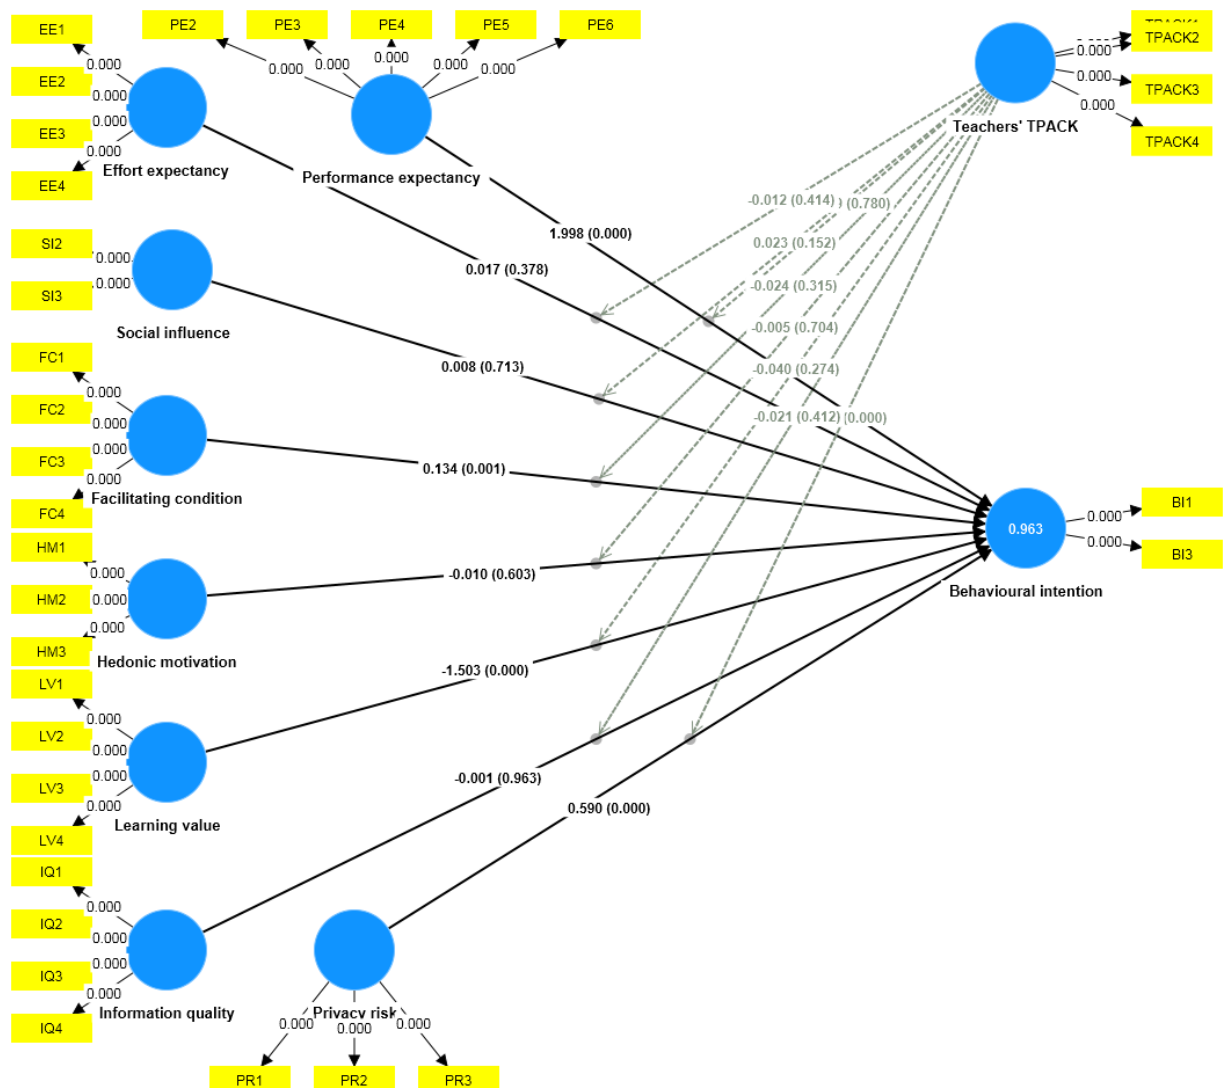 EE1
EE2
EE3
EE4
0.000
0.000
0.000
0.000
Effort expectancy
PE2
PE3
PE4
PE5
PE6
0.000
0.000
0.000
0.000
0.000
Performance expectancy
TPACK2
TPACK3
TPACK4
0.000
0.000
0.000
Teachers' TPACK
SI2
SI3
0.000
0.000
Social influence
FC1
FC2
FC3
FC4
0.000
0.000
0.000
0.000
Facilitating condition
HM1
HM2
HM3
0.000
0.000
0.000
Hedonic motivation
LV1
LV2
LV3
LV4
0.000
0.000
0.000
0.000
Learning value
IQ1
IQ2
IQ3
IQ4
0.000
0.000
0.000
0.000
Information quality
Privacy risk
0.000
0.000
0.000
PR1
PR2
PR3
1.998 (0.000)
0.017 (0.378)
0.008 (0.713)
0.134 (0.001)
-0.010 (0.603)
-1.503 (0.000)
-0.001 (0.963)
0.590 (0.000)
-0.012 (0.414)
(0.780)
0.023 (0.152)
-0.024 (0.315)
-0.005 (0.704)
-0.040 (0.274)
-0.021 (0.412)
(0.000)
0.963
Behavioural intention
0.000
0.000
BI1
BI3